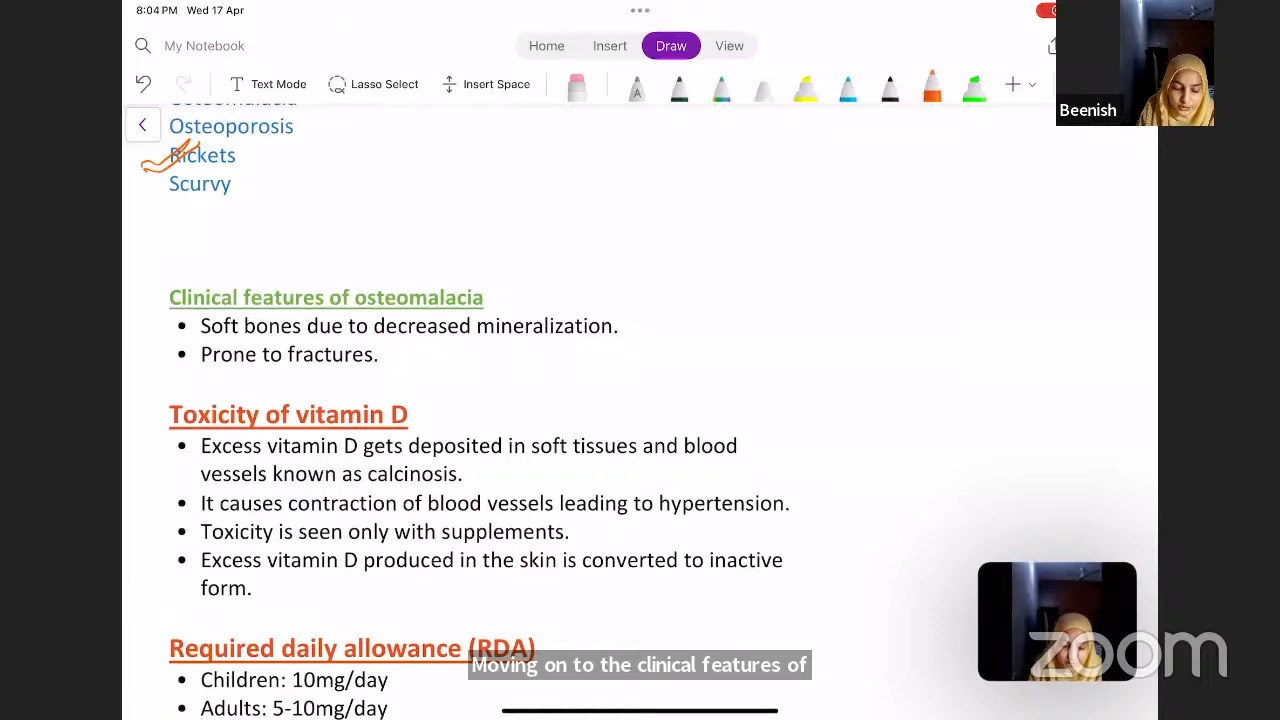 8:04 PM Wed 17 Apr
My Notebook
Home Insert Draw View
Text Mode Lasso Select Insert Space
A
Beenish
Osteomalacia
Osteoporosis
Rickets
Scurvy
Clinical features of osteomalacia
• Soft bones due to decreased mineralization.
• Prone to fractures.
Toxicity of vitamin D
• Excess vitamin D gets deposited in soft tissues and blood
vessels known as calcinosis.
• It causes contraction of blood vessels leading to hypertension.
• Toxicity is seen only with supplements.
• Excess vitamin D produced in the skin is converted to inactive
form.
Required daily allowance (RDA)
Moving on to the clinical features of
• Children: 10mg/day
• Adults: 5-10mg/day
zoom